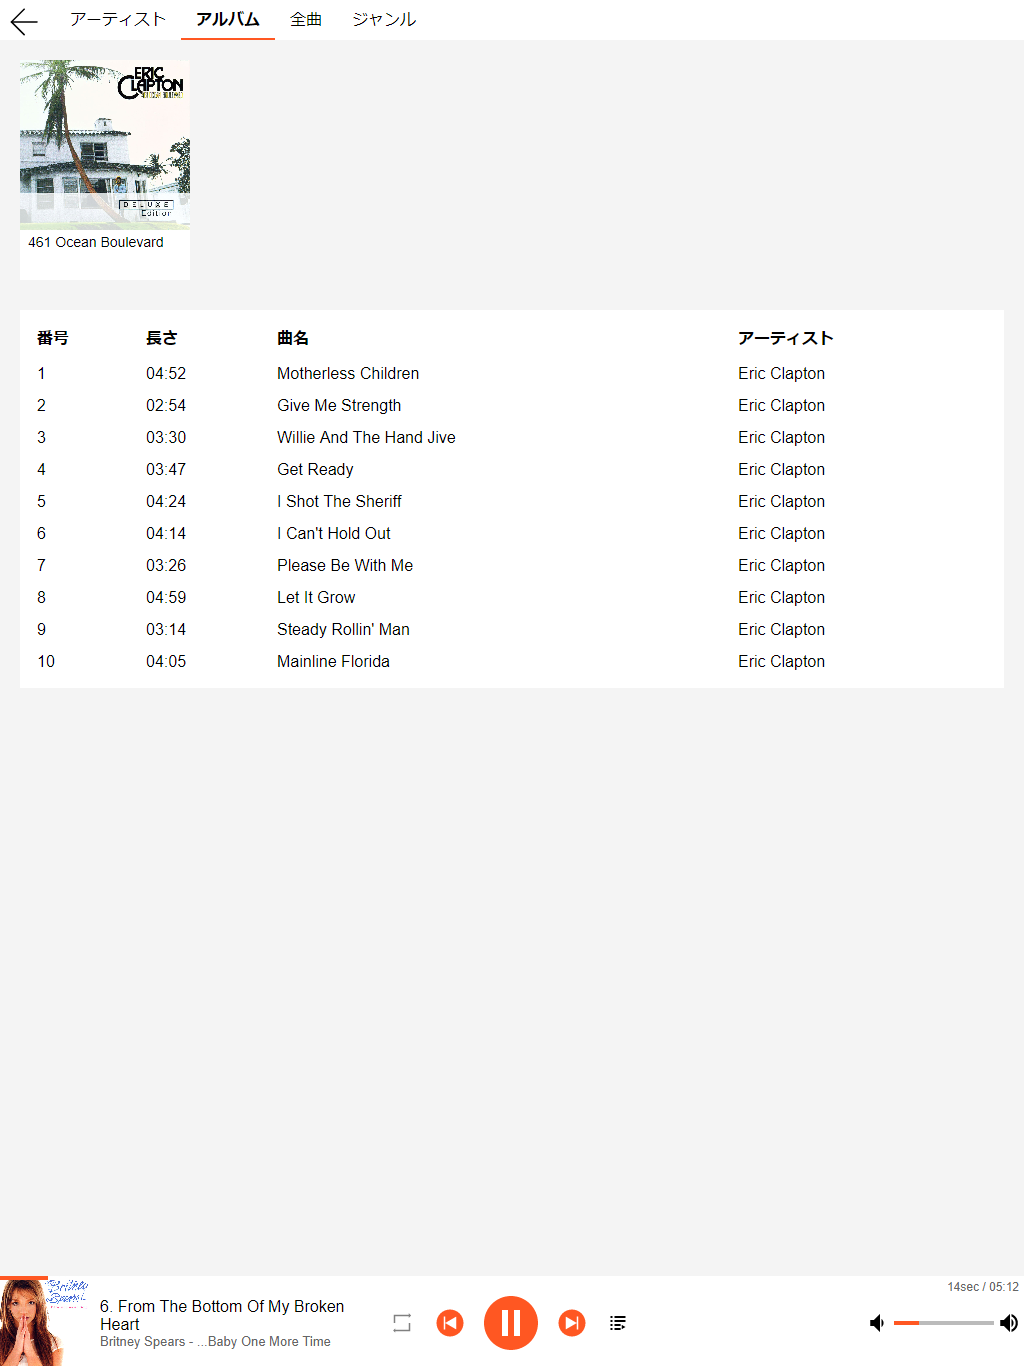 アーティスト アルバム 全曲 ジャンル
ERIC
CLAPTON
461 OCEAN BOULEVARD
DELUXE
Edition
461 Ocean Boulevard
番号 長さ 曲名 アーティスト
1 04:52 Motherless Children Eric Clapton
2 02:54 Give Me Strength Eric Clapton
3 03:30 Willie And The Hand Jive Eric Clapton
4 03:47 Get Ready Eric Clapton
5 04:24 I Shot The Sheriff Eric Clapton
6 04:14 I Can't Hold Out Eric Clapton
7 03:26 Please Be With Me Eric Clapton
8 04:59 Let It Grow Eric Clapton
9 03:14 Steady Rollin' Man Eric Clapton
10 04:05 Mainline Florida Eric Clapton
Britney
Spears
14sec / 05:12
6. From The Bottom Of My Broken
Heart
Britney Spears - ...Baby One More Time